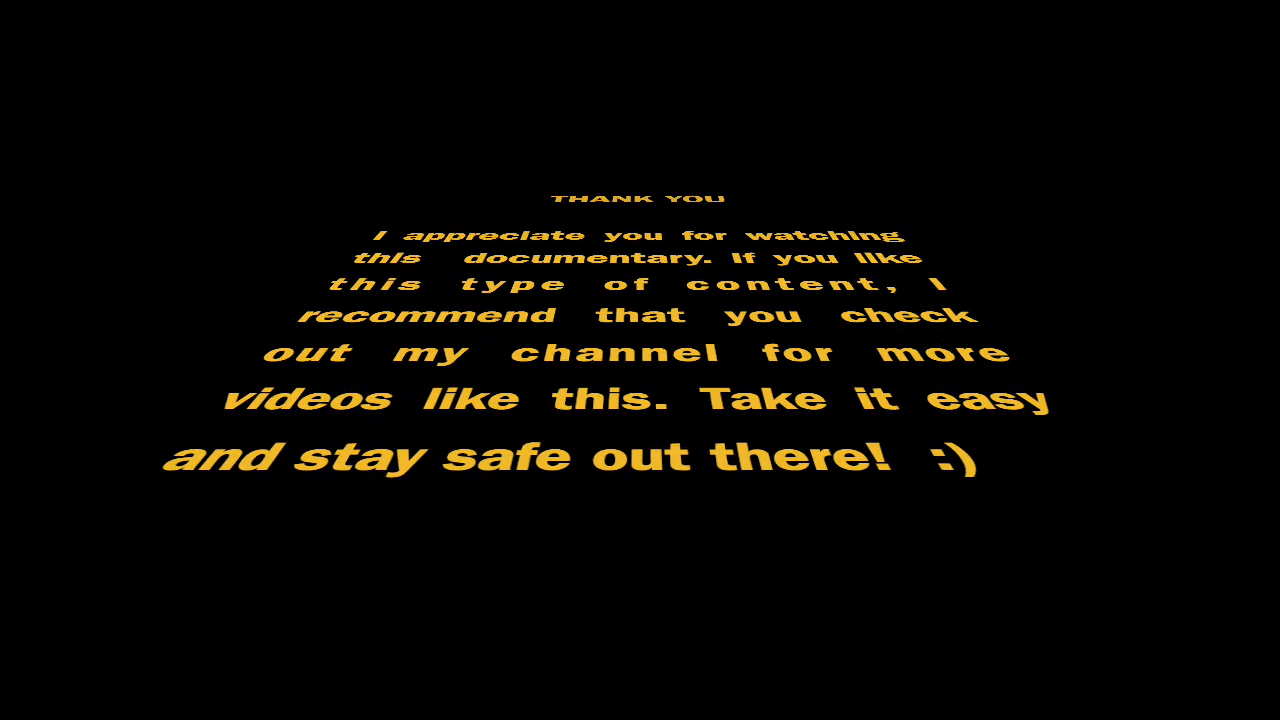 THANK YOU
I appreciate you for watching
this documentary. If you like
this type of content, I
recommend that you check
out my channel for more
videos like this. Take it easy
and stay safe out there! :)